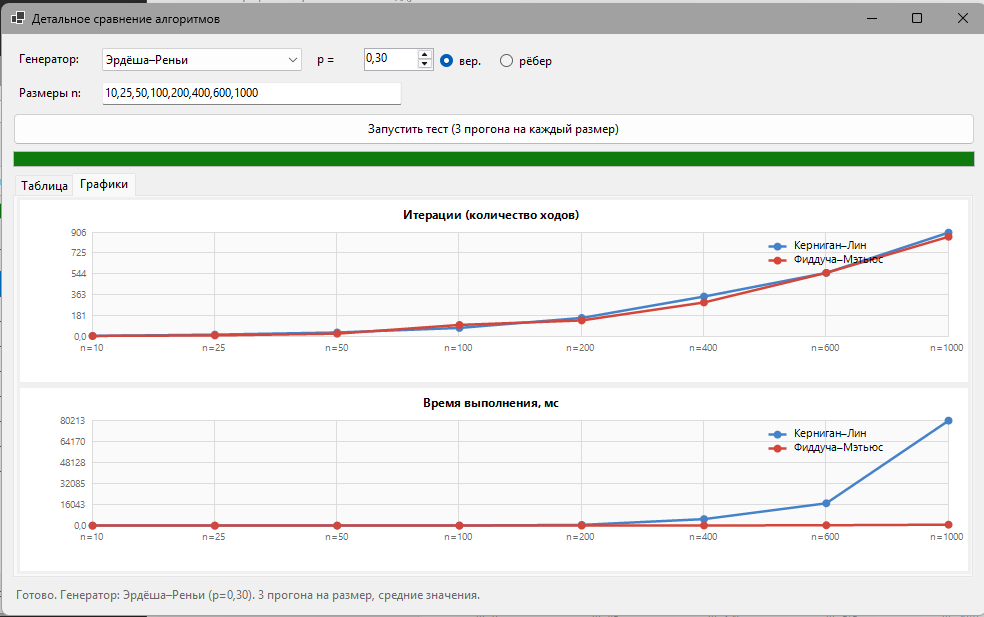 Детальное сравнение алгоритмов
Генератор: Эрдёша–Реньи p = 0,30 вер. рёбер
Размеры n: 10,25,50,100,200,400,600,1000
Запустить тест (3 прогона на каждый размер)
Таблица Графики
Итерации (количество ходов)
906
725
544
363
181
0,0
Керниган–Лин
Фиддуча–Мэтьюс
n=10 n=25 n=50 n=100 n=200 n=400 n=600 n=1000
Время выполнения, мс
80213
64170
48128
32085
16043
0,0
Керниган–Лин
Фиддуча–Мэтьюс
n=10 n=25 n=50 n=100 n=200 n=400 n=600 n=1000
Готово. Генератор: Эрдёша–Реньи (p=0,30). 3 прогона на размер, средние значения.